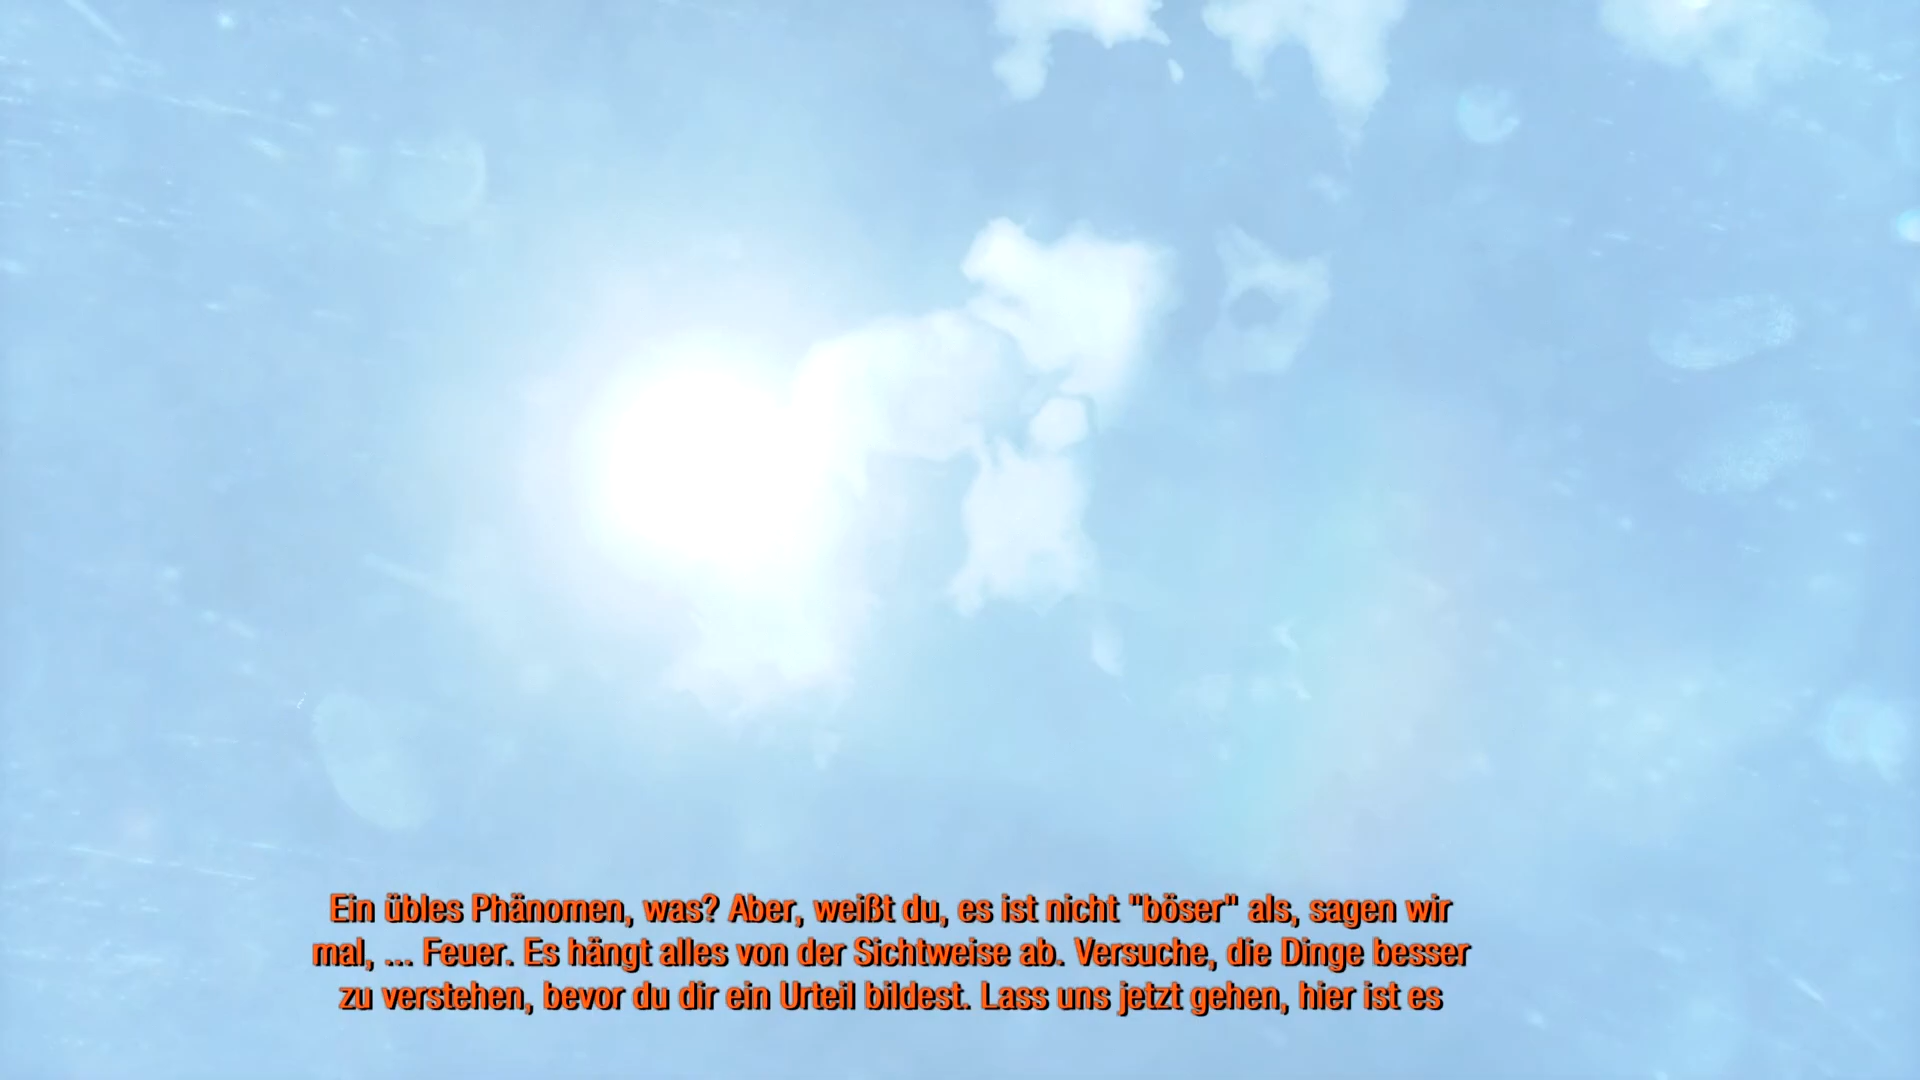 Ein übles Phänomen, was? Aber, weißt du, es ist nicht "böser" als, sagen wir
mal, ... Feuer. Es hängt alles von der Sichtweise ab. Versuche, die Dinge besser
zu verstehen, bevor du dir ein Urteil bildest. Lass uns jetzt gehen, hier ist es